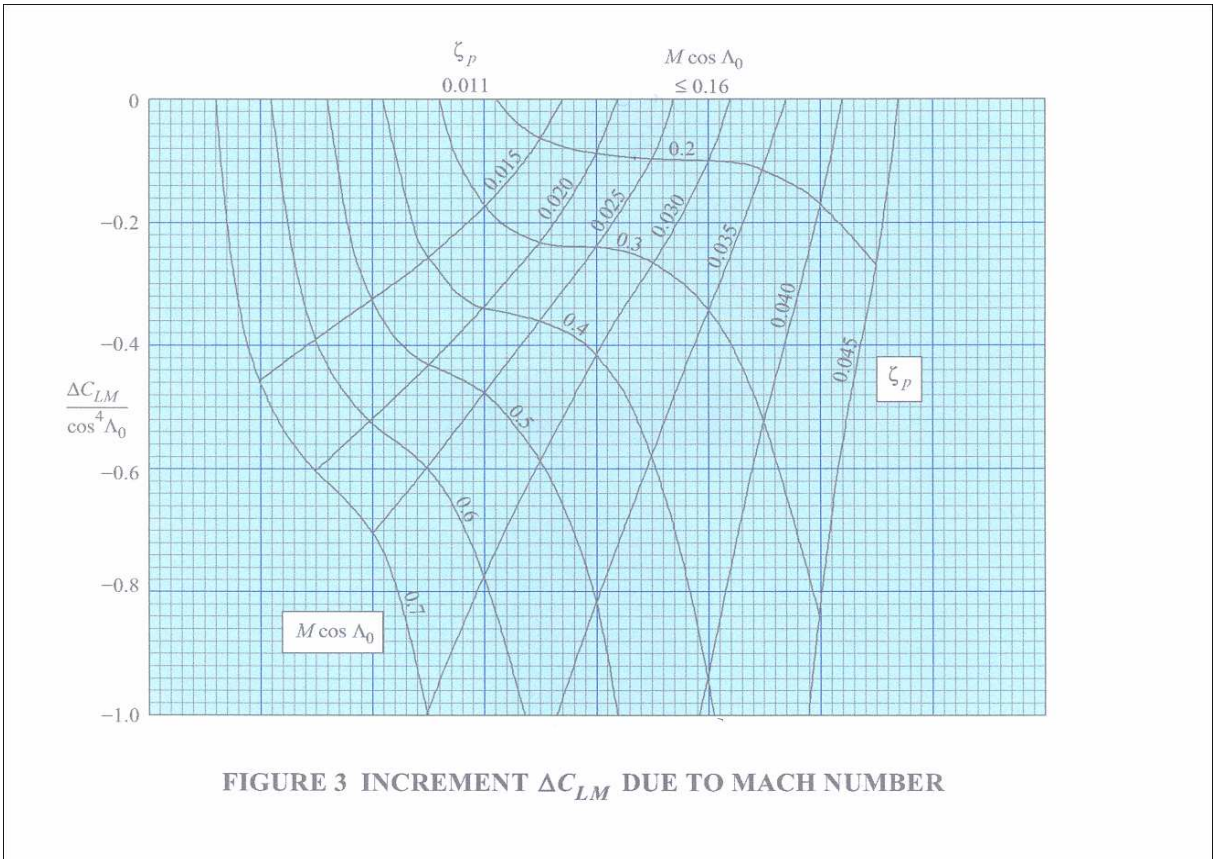 ζp M cos Λ0
0.011 ≤ 0.16
0
0.2
0.015
0.020
0.025
0.030
−0.2
0.3
0.035
0.040
0.4
−0.4
0.045
ζp
ΔCLM
cos⁴Λ0
0.5
−0.6
0.6
−0.8
0.7
M cos Λ0
−1.0
FIGURE 3 INCREMENT ΔCLM DUE TO MACH NUMBER